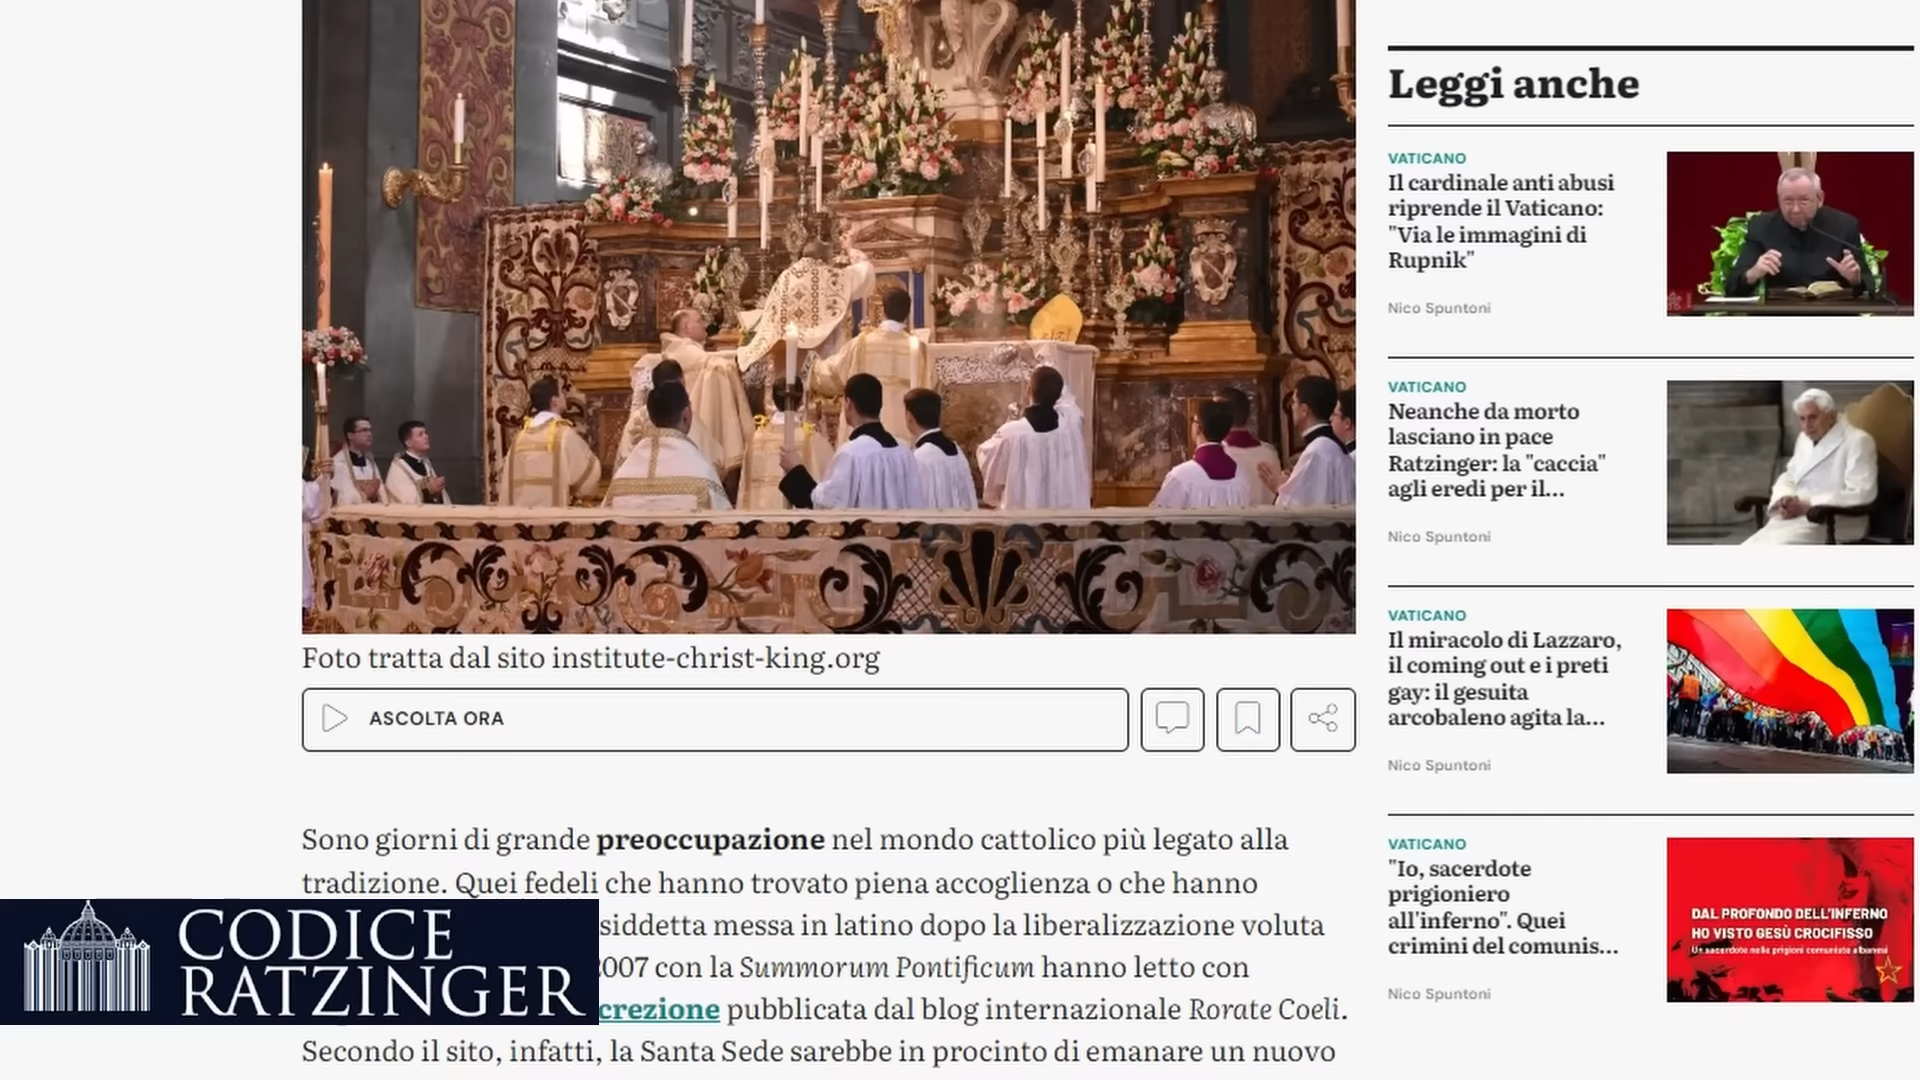 Foto tratta dal sito institute-christ-king.org
ASCOLTA ORA
Sono giorni di grande preoccupazione nel mondo cattolico più legato alla
tradizione. Quei fedeli che hanno trovato piena accoglienza o che hanno
siddetta messa in latino dopo la liberalizzazione voluta
2007 con la Summorum Pontificum hanno letto con
crezione pubblicata dal blog internazionale Rorate Coeli.
Secondo il sito, infatti, la Santa Sede sarebbe in procinto di emanare un nuovo
CODICE
RATZINGER
Leggi anche
VATICANO
Il cardinale anti abusi
riprende il Vaticano:
"Via le immagini di
Rupnik"
Nico Spuntoni
VATICANO
Neanche da morto
lasciano in pace
Ratzinger: la "caccia"
agli eredi per il...
Nico Spuntoni
VATICANO
Il miracolo di Lazzaro,
il coming out e i preti
gay: il gesuita
arcobaleno agita la...
Nico Spuntoni
VATICANO
"Io, sacerdote
prigioniero
all'inferno". Quei
crimini del comunis...
Nico Spuntoni
DAL PROFONDO DELL'INFERNO
HO VISTO GESÙ CROCIFISSO
Un sacerdote nelle prigioni comuniste albanesi